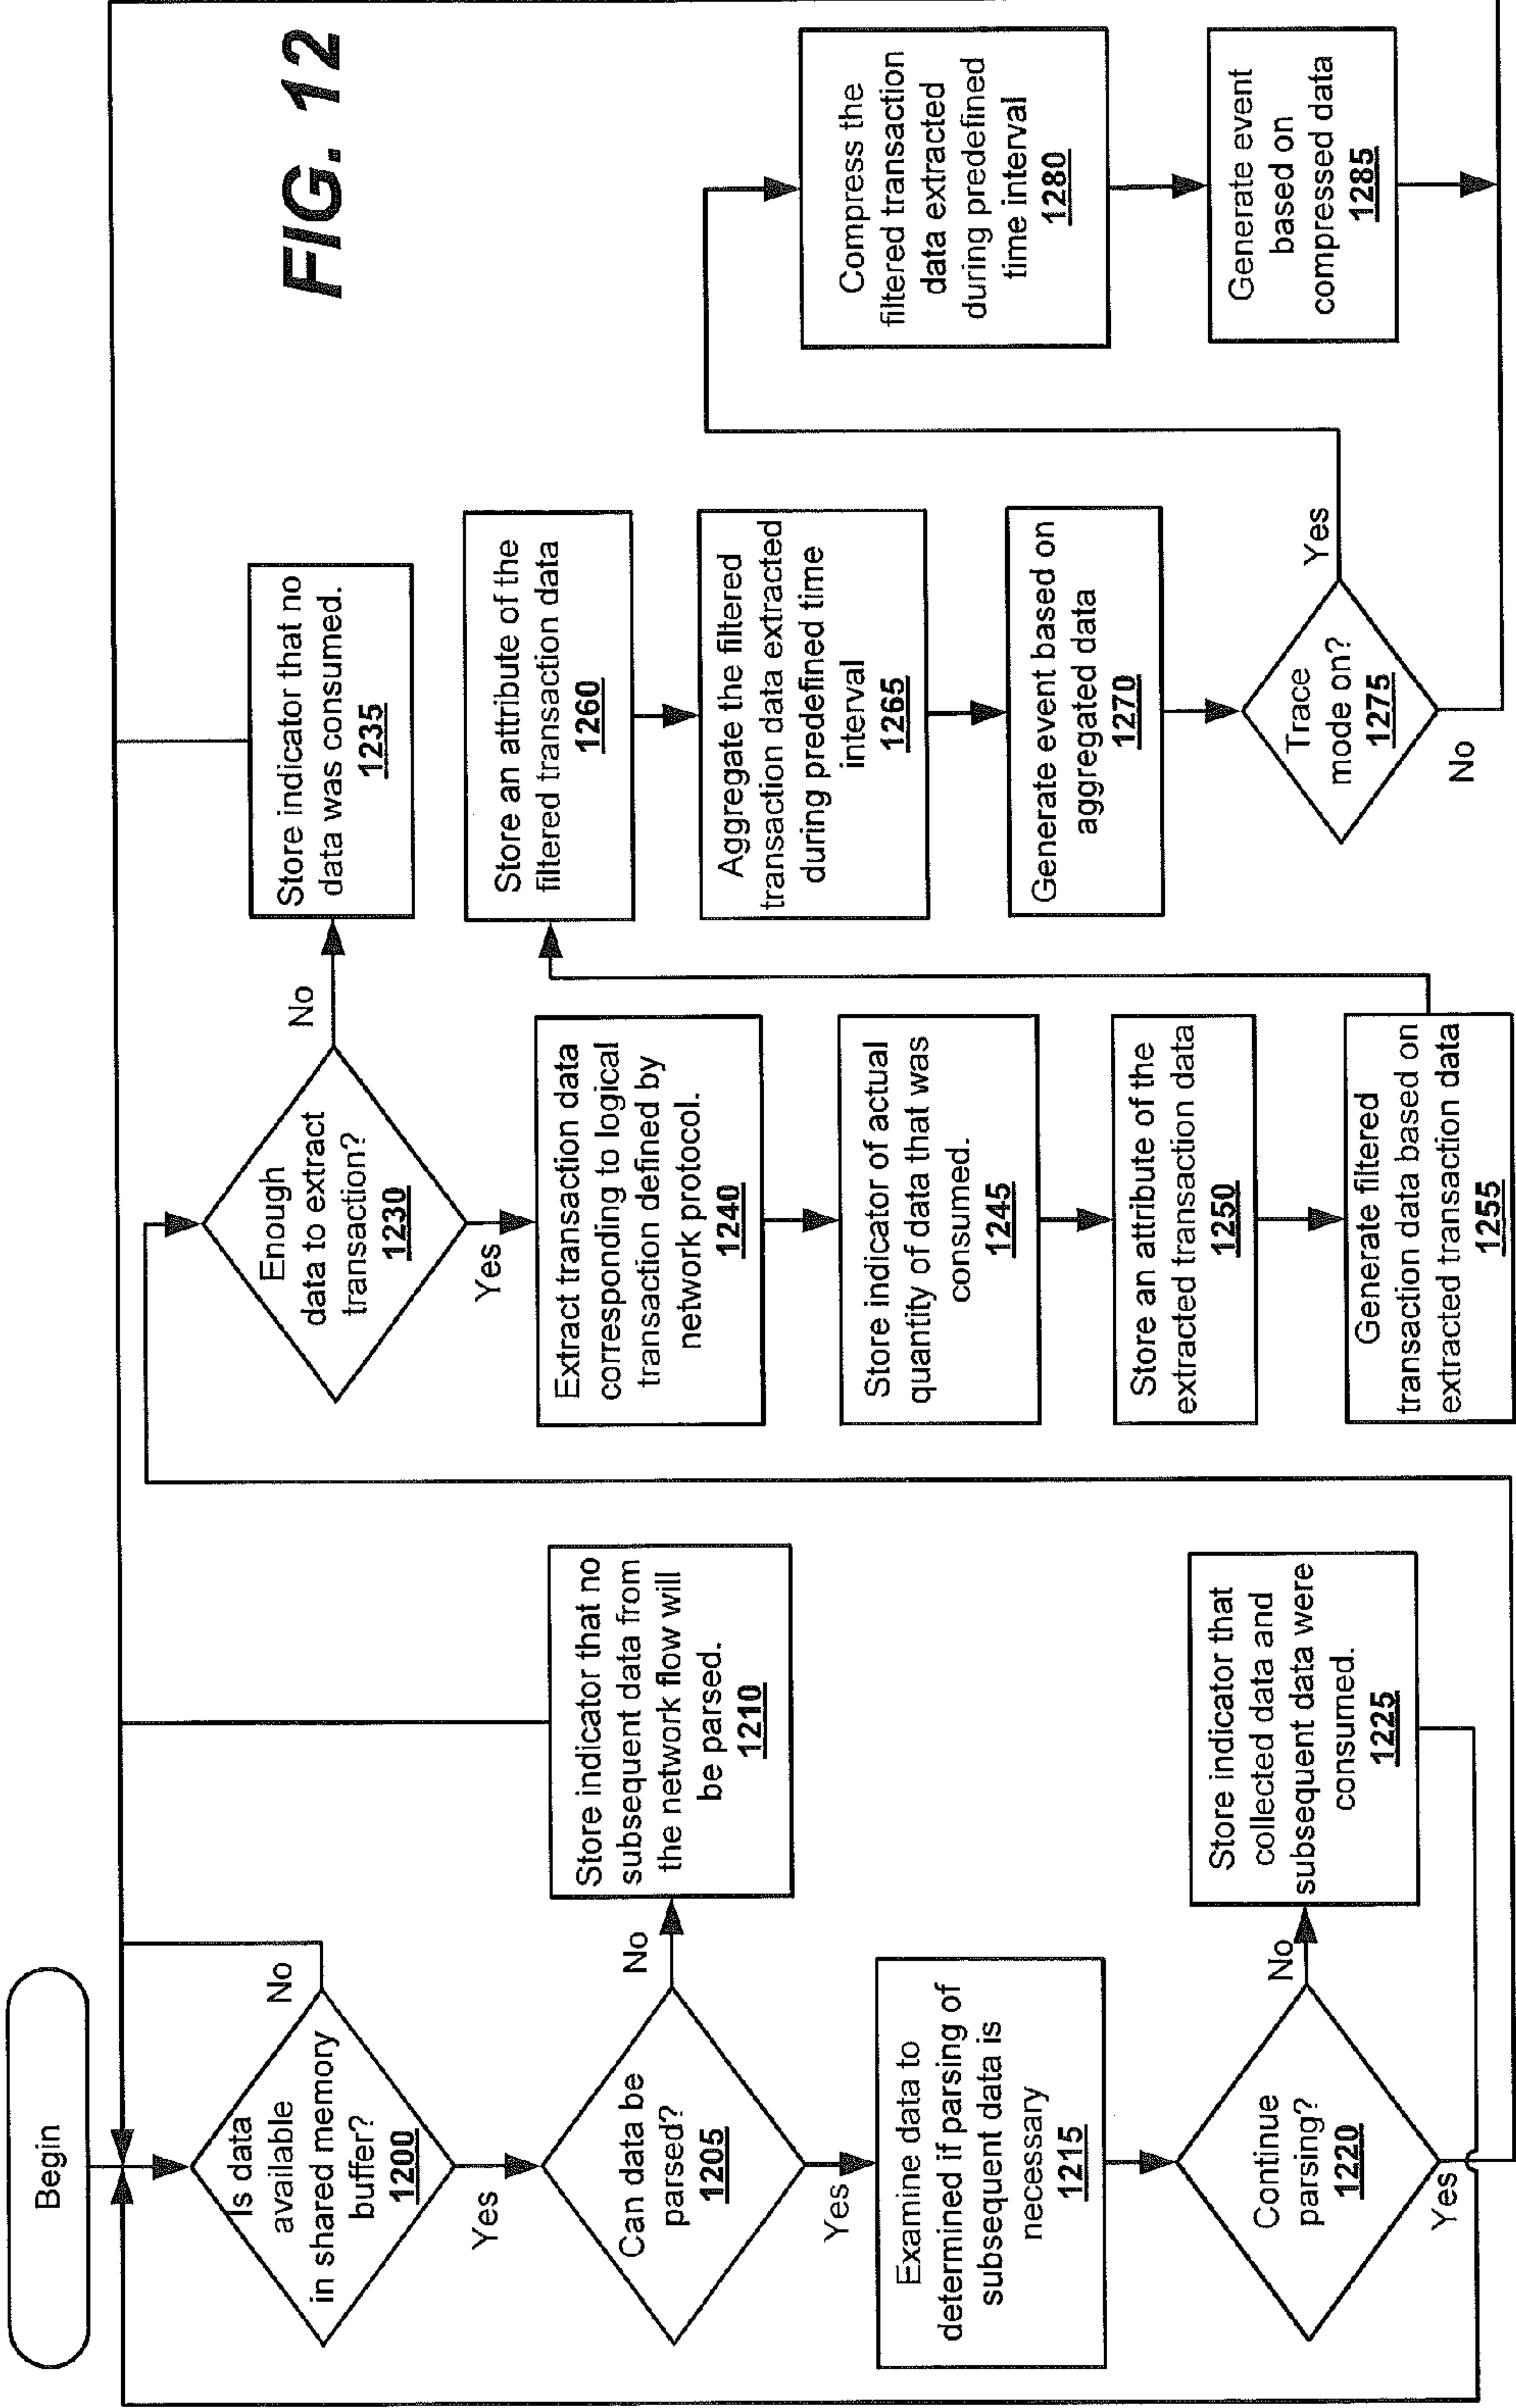 FIG. 12
Begin
Is data
available
in shared memory
buffer?
1200
No
Yes
Can data be
parsed?
1205
No
Store indicator that no
subsequent data from
the network flow will
be parsed.
1210
Yes
Examine data to
determined if parsing of
subsequent data is
necessary
1215
Continue
parsing?
1220
No
Store indicator that
collected data and
subsequent data were
consumed.
1225
Yes
Enough
data to extract
transaction?
1230
No
Store indicator that no
data was consumed.
1235
Yes
Extract transaction data
corresponding to logical
transaction defined by
network protocol.
1240
Store indicator of actual
quantity of data that was
consumed.
1245
Store an attribute of the
extracted transaction data
1250
Generate filtered
transaction data based on
extracted transaction data
1255
Store an attribute of the
filtered transaction data
1260
Aggregate the filtered
transaction data extracted
during predefined time
interval
1265
Generate event based on
aggregated data
1270
Trace
mode on?
1275
Yes
No
Compress the
filtered transaction
data extracted
during predefined
time interval
1280
Generate event
based on
compressed data
1285